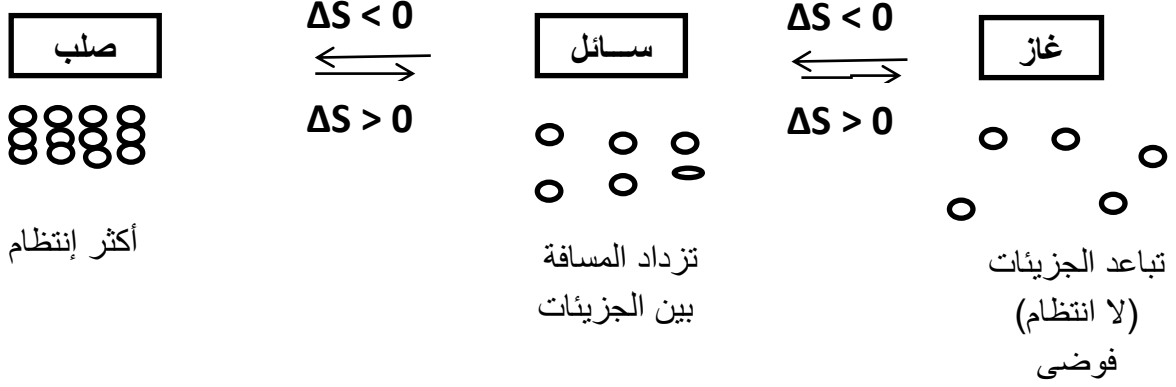 صلب
ΔS < 0
ΔS > 0
ســـائل
ΔS < 0
ΔS > 0
غاز
أكثر إنتظام
تزداد المسافة
بين الجزيئات
تباعد الجزيئات
(لا انتظام)
فوضى